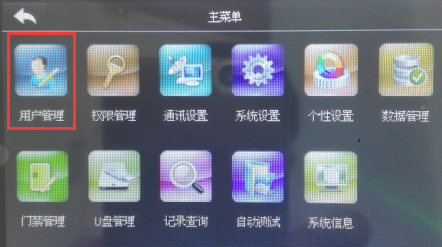 主菜单
用户管理
权限管理
通讯设置
系统设置
个性设置
数据管理
门禁管理
U盘管理
记录查询
自动测试
系统信息